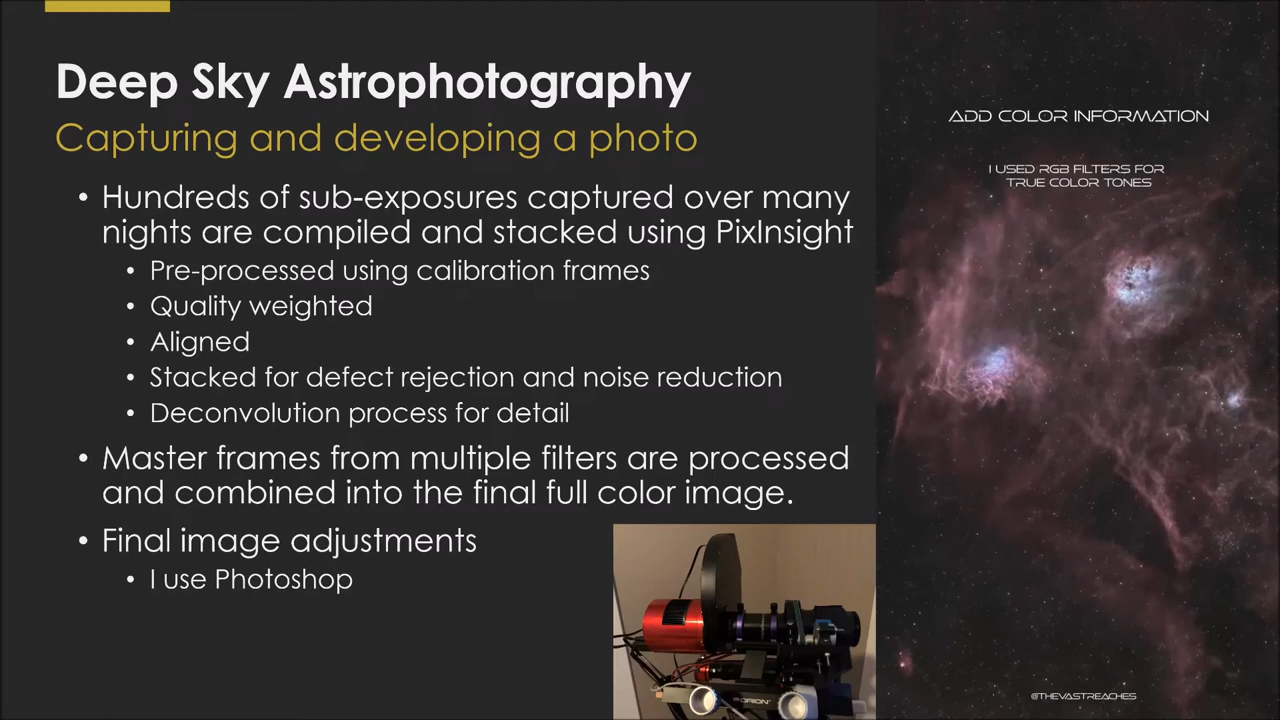 Deep Sky Astrophotography
Capturing and developing a photo
• Hundreds of sub-exposures captured over many
nights are compiled and stacked using PixInsight
• Pre-processed using calibration frames
• Quality weighted
• Aligned
• Stacked for defect rejection and noise reduction
• Deconvolution process for detail
• Master frames from multiple filters are processed
and combined into the final full color image.
• Final image adjustments
• I use Photoshop
ADD COLOR INFORMATION
I USED RGB FILTERS FOR
TRUE COLOR TONES
@THEVASTREACHES
ORION